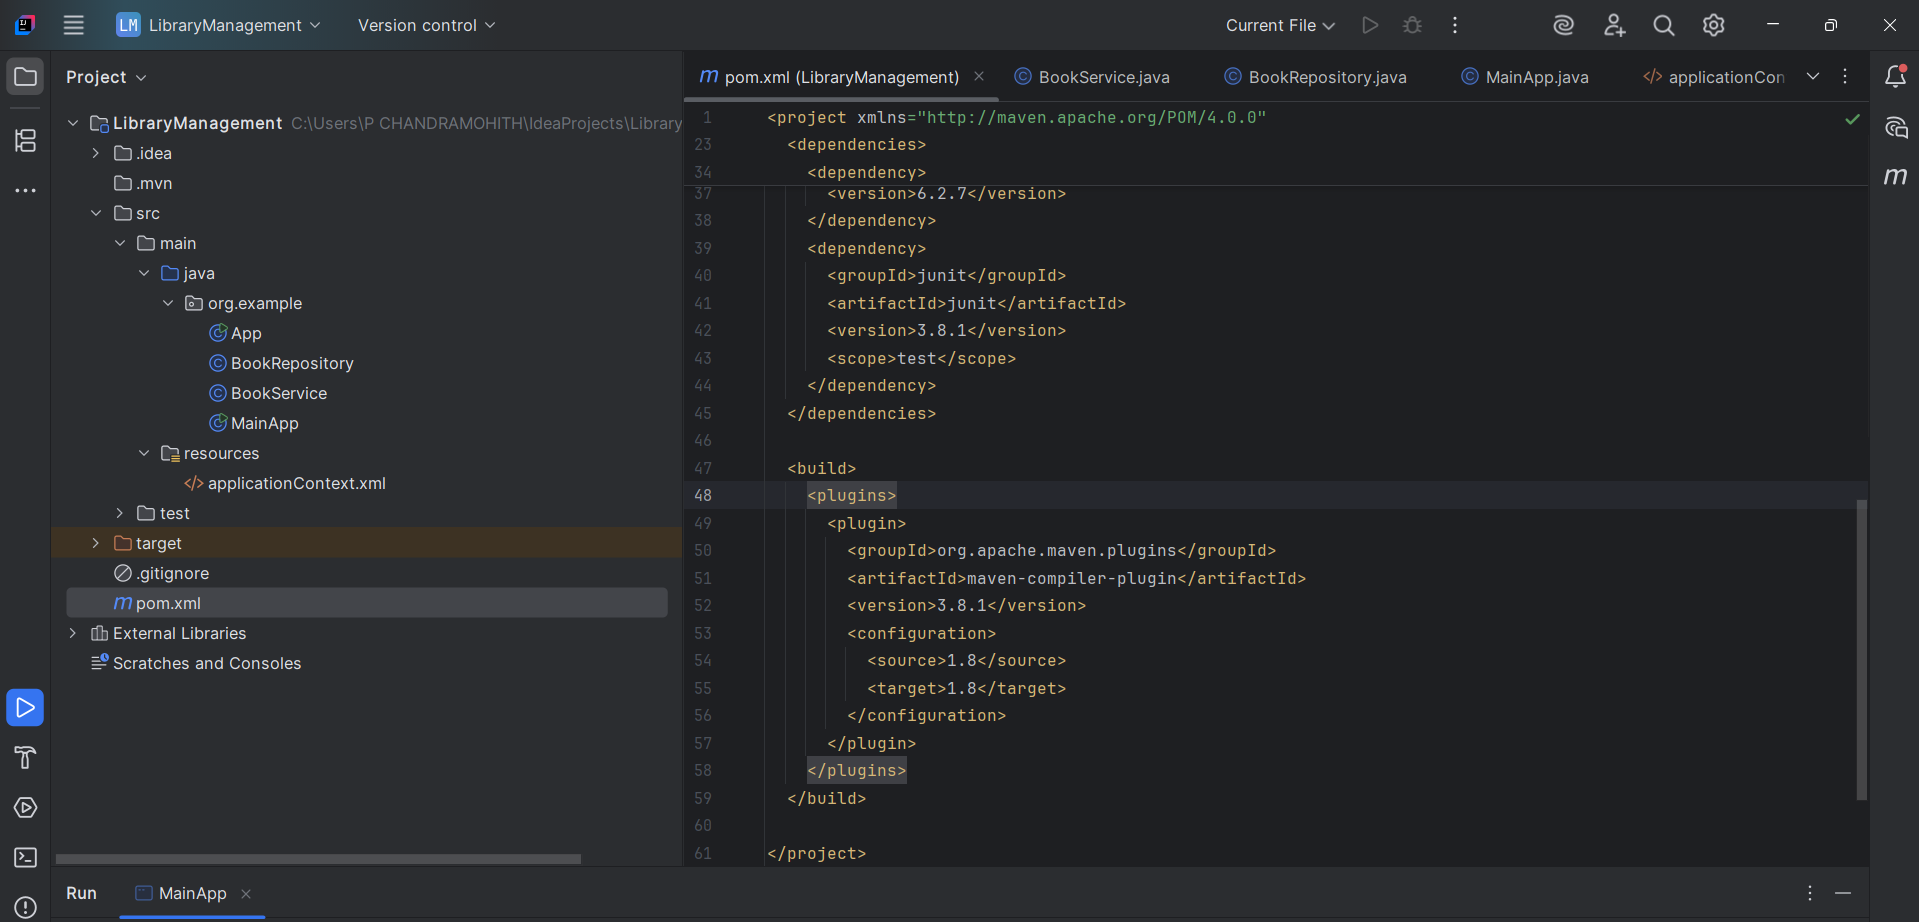 LM LibraryManagement Version control Current File
Project
LibraryManagement C:\Users\P CHANDRAMOHITH\IdeaProjects\Library
.idea
.mvn
src
main
java
org.example
App
BookRepository
BookService
MainApp
resources
applicationContext.xml
test
target
.gitignore
pom.xml
External Libraries
Scratches and Consoles
pom.xml (LibraryManagement) BookService.java BookRepository.java MainApp.java applicationCon
1 <project xmlns="http://maven.apache.org/POM/4.0.0"
23 <dependencies>
34 <dependency>
37 <version>6.2.7</version>
38 </dependency>
39 <dependency>
40 <groupId>junit</groupId>
41 <artifactId>junit</artifactId>
42 <version>3.8.1</version>
43 <scope>test</scope>
44 </dependency>
45 </dependencies>
46
47 <build>
48 <plugins>
49 <plugin>
50 <groupId>org.apache.maven.plugins</groupId>
51 <artifactId>maven-compiler-plugin</artifactId>
52 <version>3.8.1</version>
53 <configuration>
54 <source>1.8</source>
55 <target>1.8</target>
56 </configuration>
57 </plugin>
58 </plugins>
59 </build>
60
61 </project>
Run MainApp